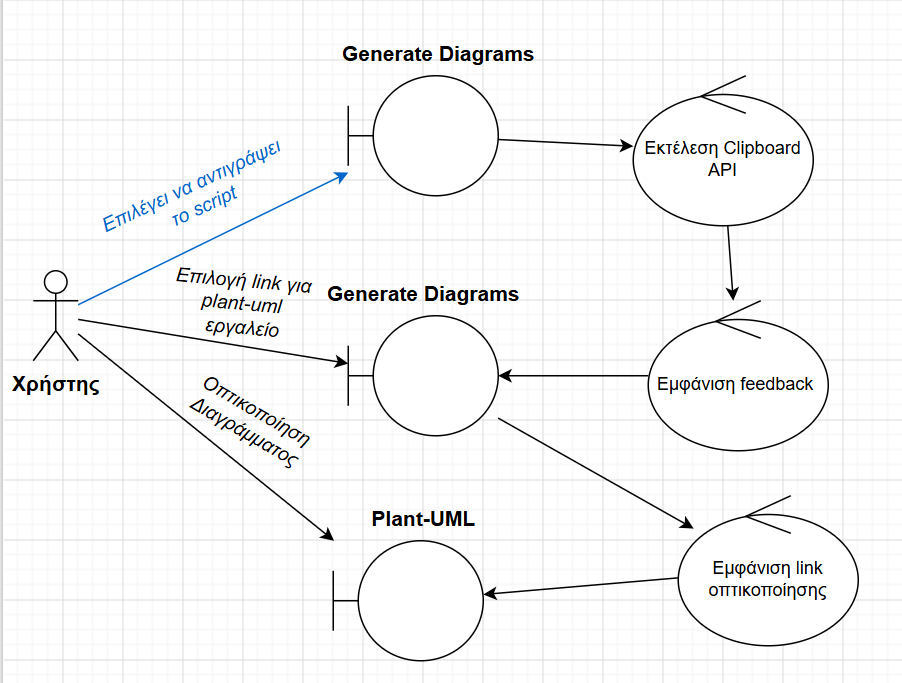 Generate Diagrams
Εκτέλεση Clipboard
API
Επιλέγει να αντιγράψει
το script
Επιλογή link για
plant-uml
εργαλείο
Generate Diagrams
Χρήστης
Εμφάνιση feedback
Οπτικοποίηση
Διαγράμματος
Plant-UML
Εμφάνιση link
οπτικοποίησης